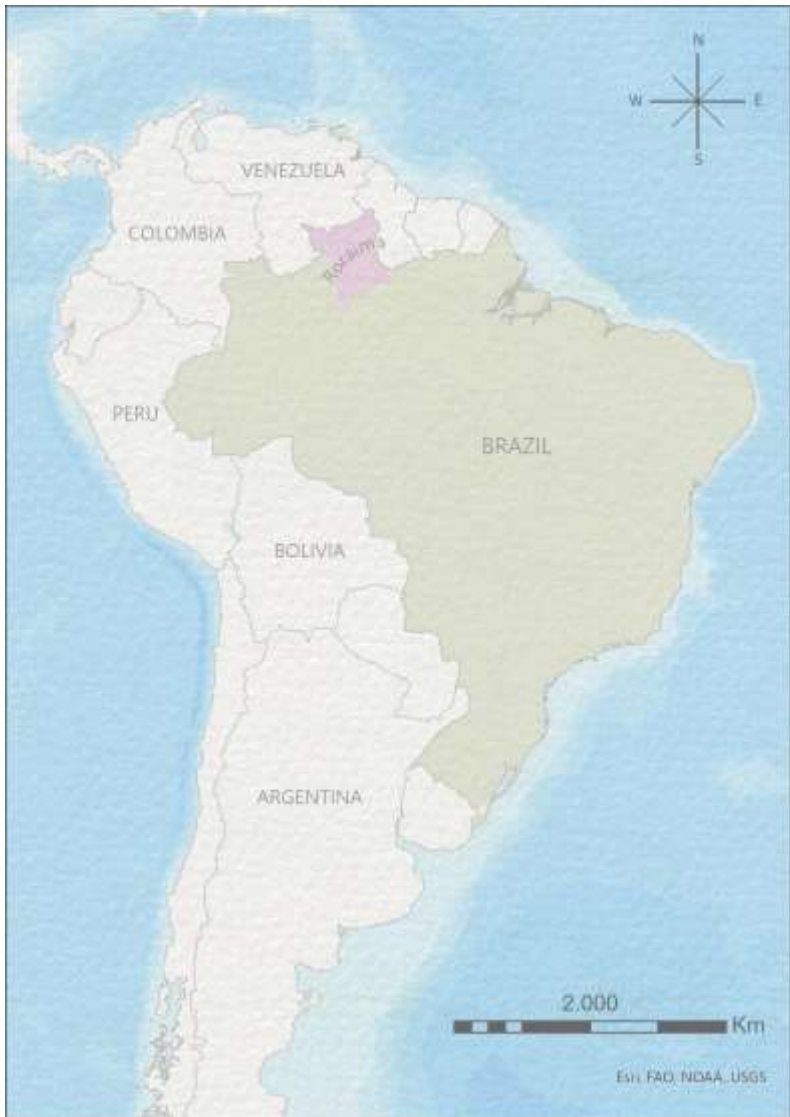 N
W E
S
VENEZUELA
COLOMBIA
Roraima
PERU
BRAZIL
BOLIVIA
ARGENTINA
2.000
Km
Esri, FAO, NOAA, USGS